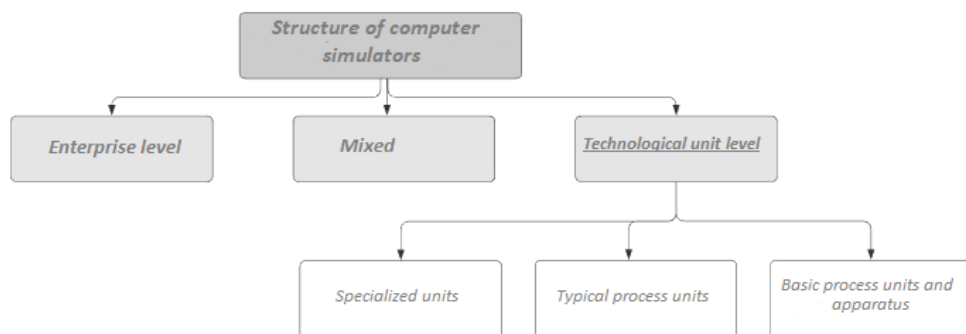 Structure of computer
simulators
Enterprise level
Mixed
Technological unit level
Specialized units
Typical process units
Basic process units and
apparatus